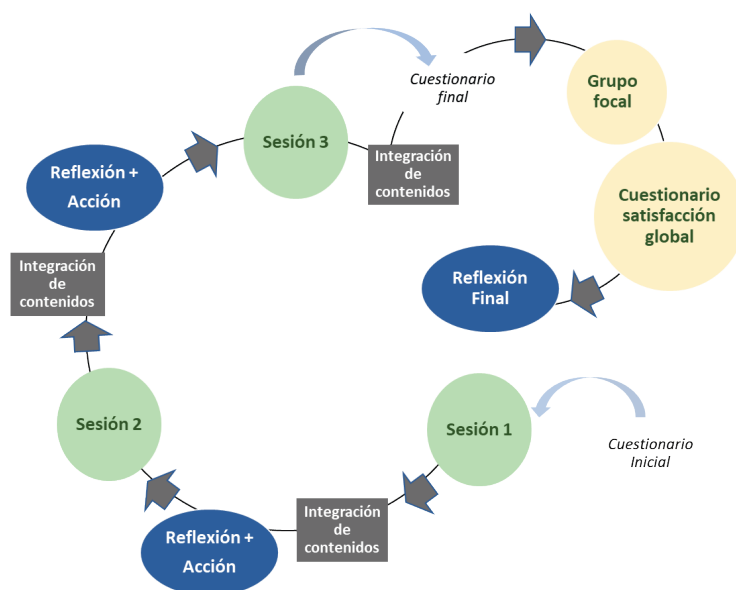 Cuestionario
final
Grupo
focal
Sesión 3
Integración
de
contenidos
Reflexión +
Acción
Cuestionario
satisfacción
global
Integración
de
contenidos
Reflexión
Final
Sesión 2
Sesión 1
Cuestionario
Inicial
Integración
de
contenidos
Reflexión +
Acción